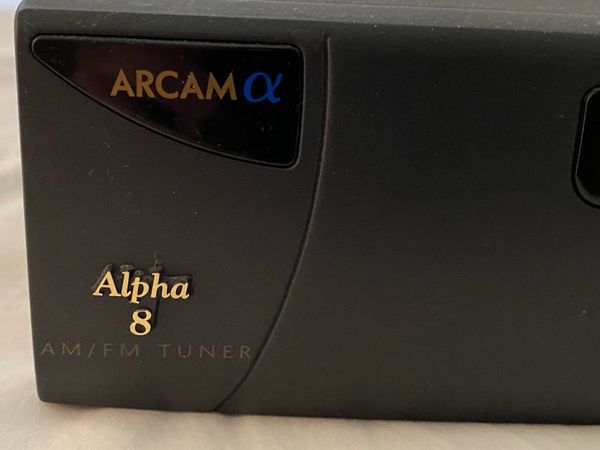 ARCAM α
Alpha
8
AM/FM TUNER